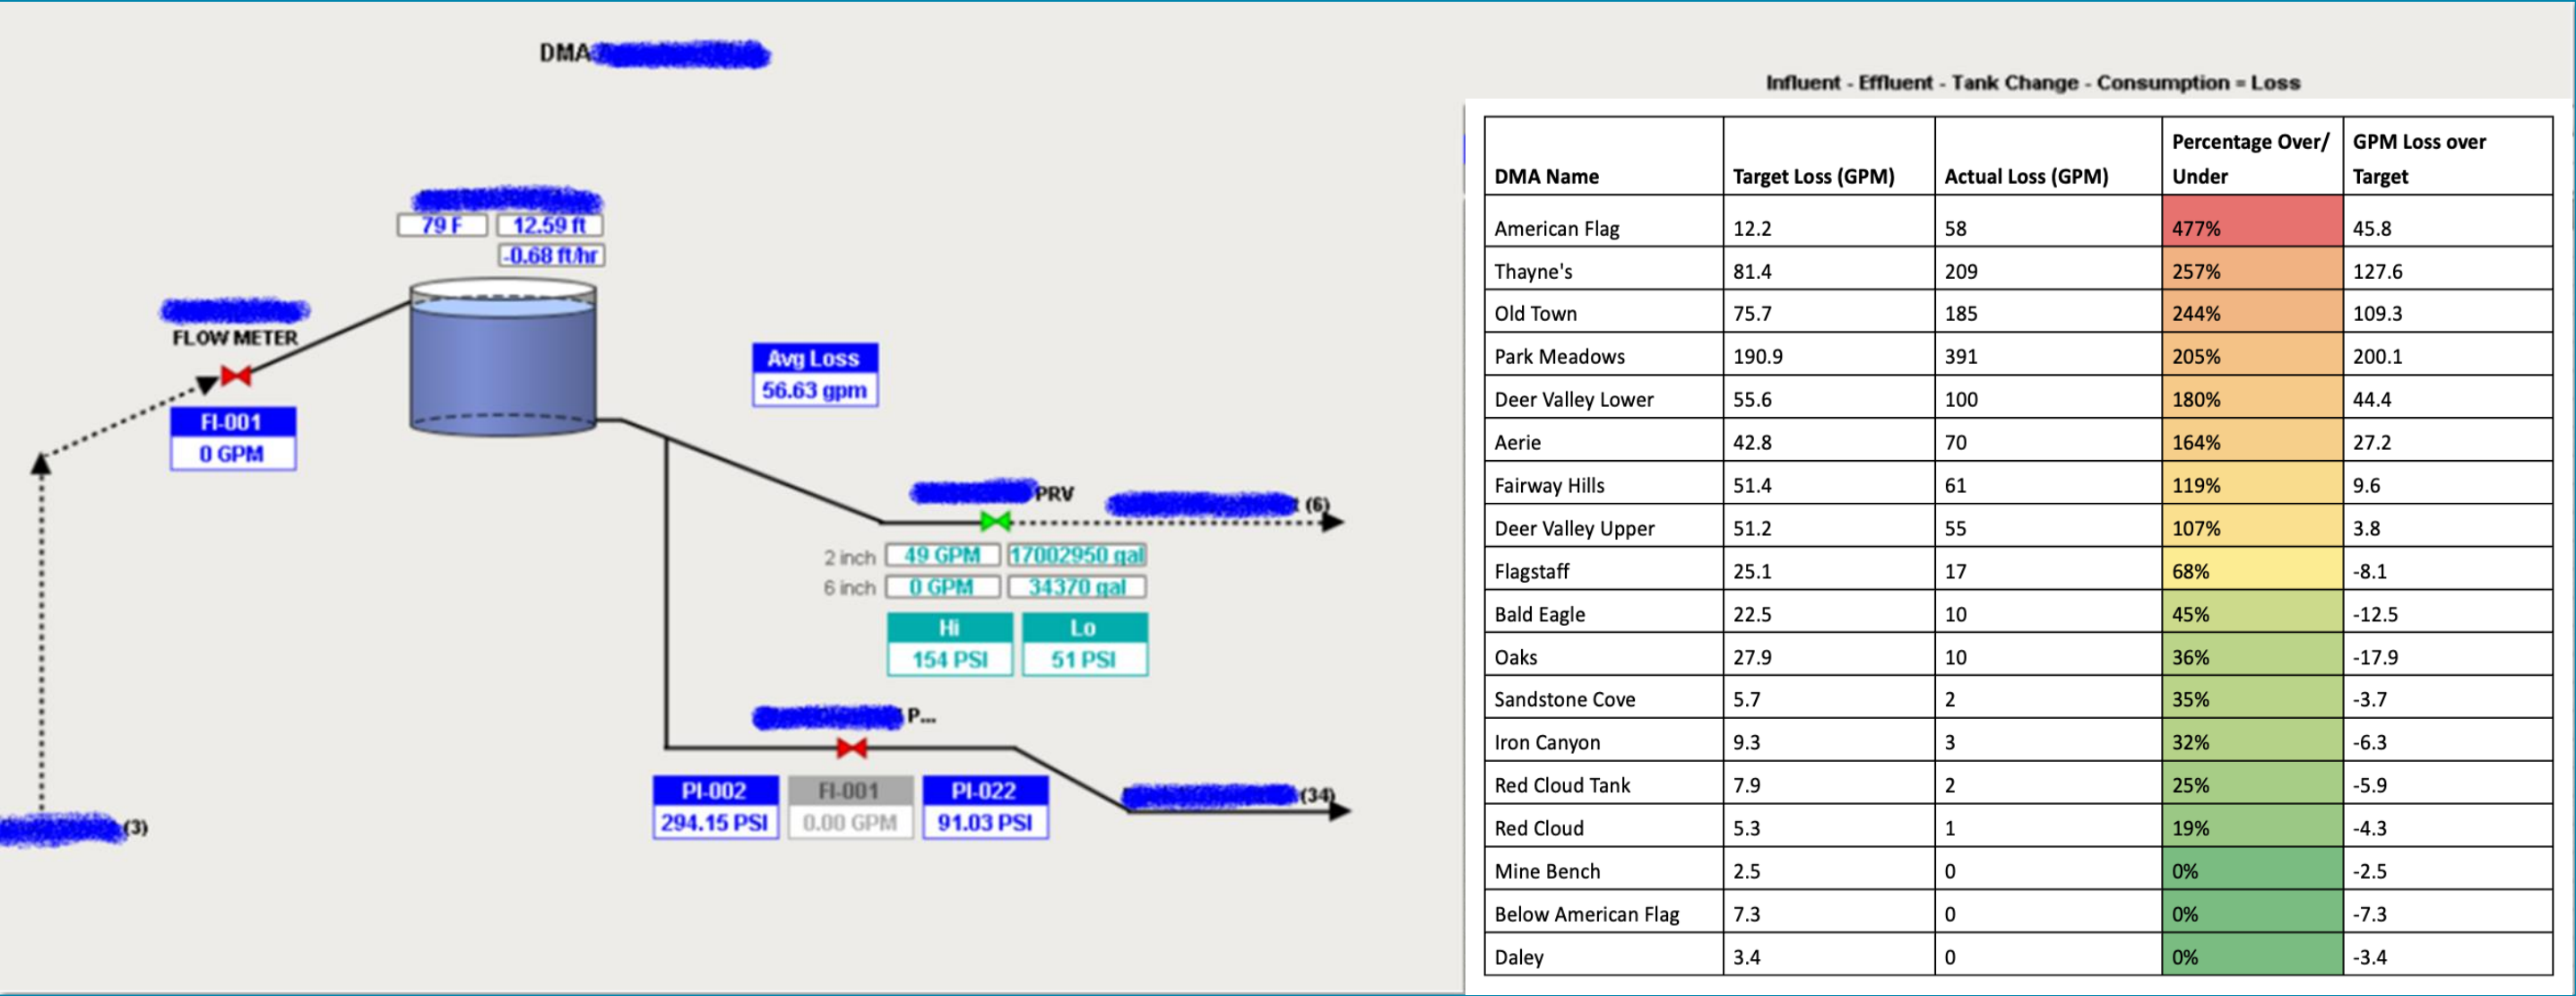 DMA
79 F 12.59 ft
-0.68 ft/hr
FLOW METER
FI-001
0 GPM
Avg Loss
56.63 gpm
PRV
(6)
2 inch 49 GPM 17002950 gal
6 inch 0 GPM 34370 gal
Hi Lo
154 PSI 51 PSI
P...
PI-002 FI-001 PI-022
294.15 PSI 0.00 GPM 91.03 PSI
(34)
(3)
Influent - Effluent - Tank Change - Consumption = Loss
DMA Name Target Loss (GPM) Actual Loss (GPM) Percentage Over/ Under GPM Loss over Target
American Flag 12.2 58 477% 45.8
Thayne's 81.4 209 257% 127.6
Old Town 75.7 185 244% 109.3
Park Meadows 190.9 391 205% 200.1
Deer Valley Lower 55.6 100 180% 44.4
Aerie 42.8 70 164% 27.2
Fairway Hills 51.4 61 119% 9.6
Deer Valley Upper 51.2 55 107% 3.8
Flagstaff 25.1 17 68% -8.1
Bald Eagle 22.5 10 45% -12.5
Oaks 27.9 10 36% -17.9
Sandstone Cove 5.7 2 35% -3.7
Iron Canyon 9.3 3 32% -6.3
Red Cloud Tank 7.9 2 25% -5.9
Red Cloud 5.3 1 19% -4.3
Mine Bench 2.5 0 0% -2.5
Below American Flag 7.3 0 0% -7.3
Daley 3.4 0 0% -3.4